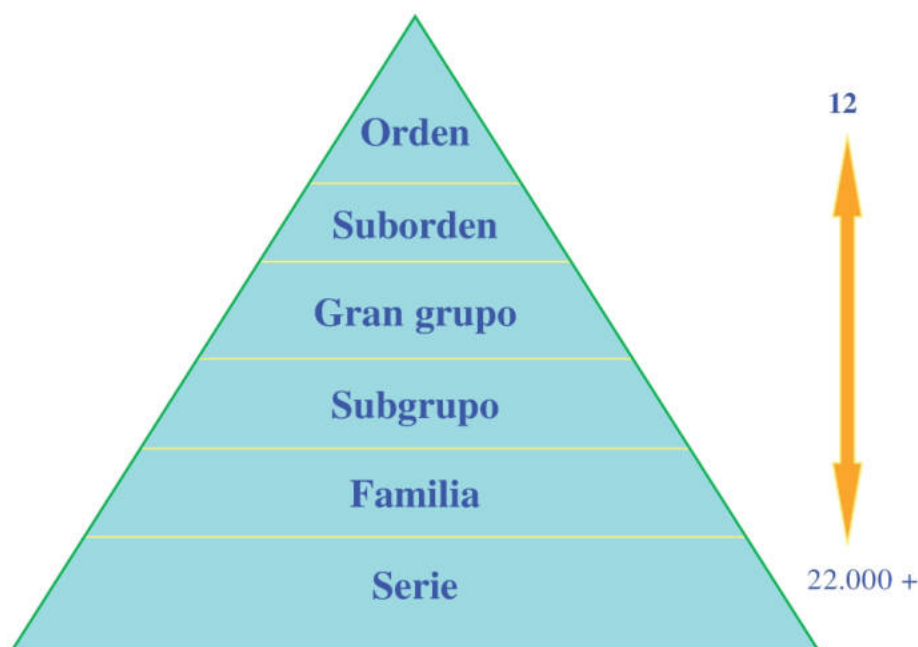 12
Orden
Suborden
Gran grupo
Subgrupo
Familia
Serie
22.000 +